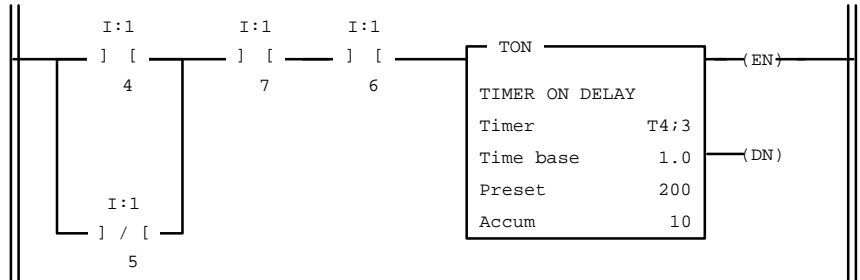 I:1 I:1 I:1
] [ ] [ ] [
4 7 6
TON
(EN)
TIMER ON DELAY
Timer T4;3
Time base 1.0
(DN)
Preset 200
Accum 10
I:1
] / [
5